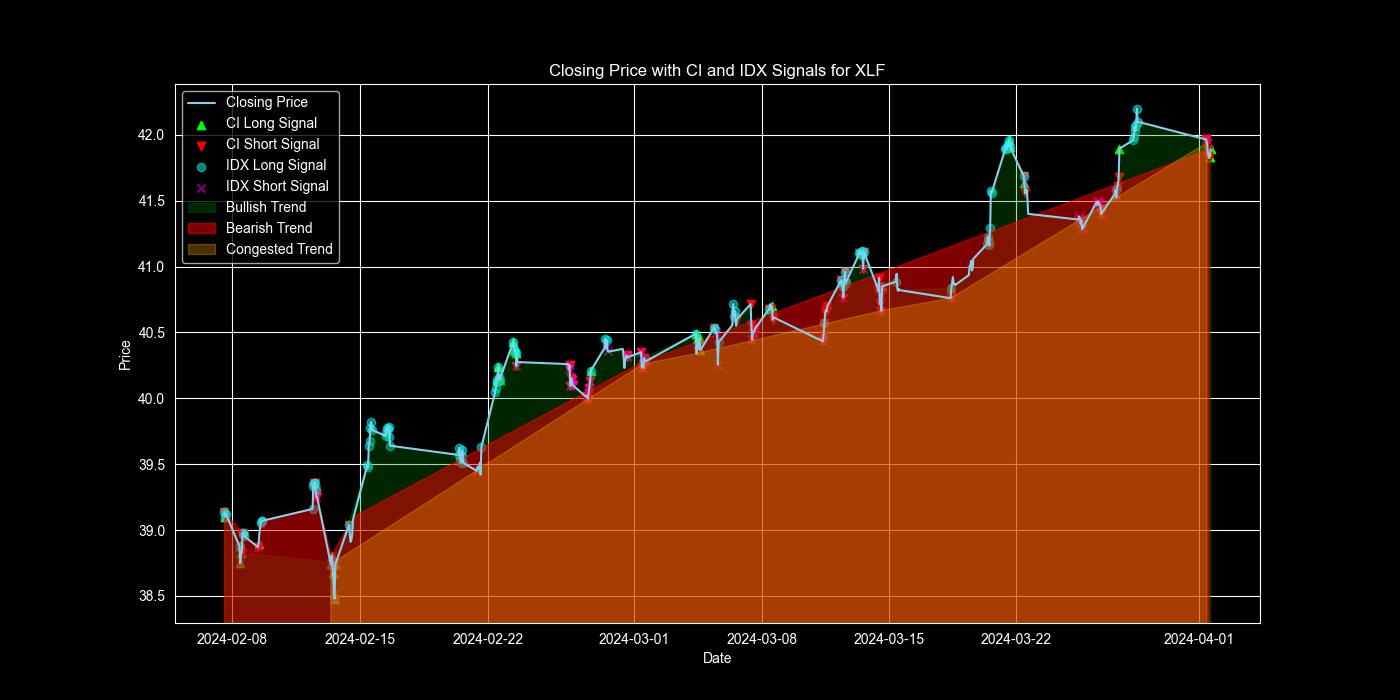 Closing Price with CI and IDX Signals for XLF
Closing Price
CI Long Signal
CI Short Signal
IDX Long Signal
IDX Short Signal
Bullish Trend
Bearish Trend
Congested Trend
Price
42.0
41.5
41.0
40.5
40.0
39.5
39.0
38.5
2024-02-08 2024-02-15 2024-02-22 2024-03-01 2024-03-08 2024-03-15 2024-03-22 2024-04-01
Date